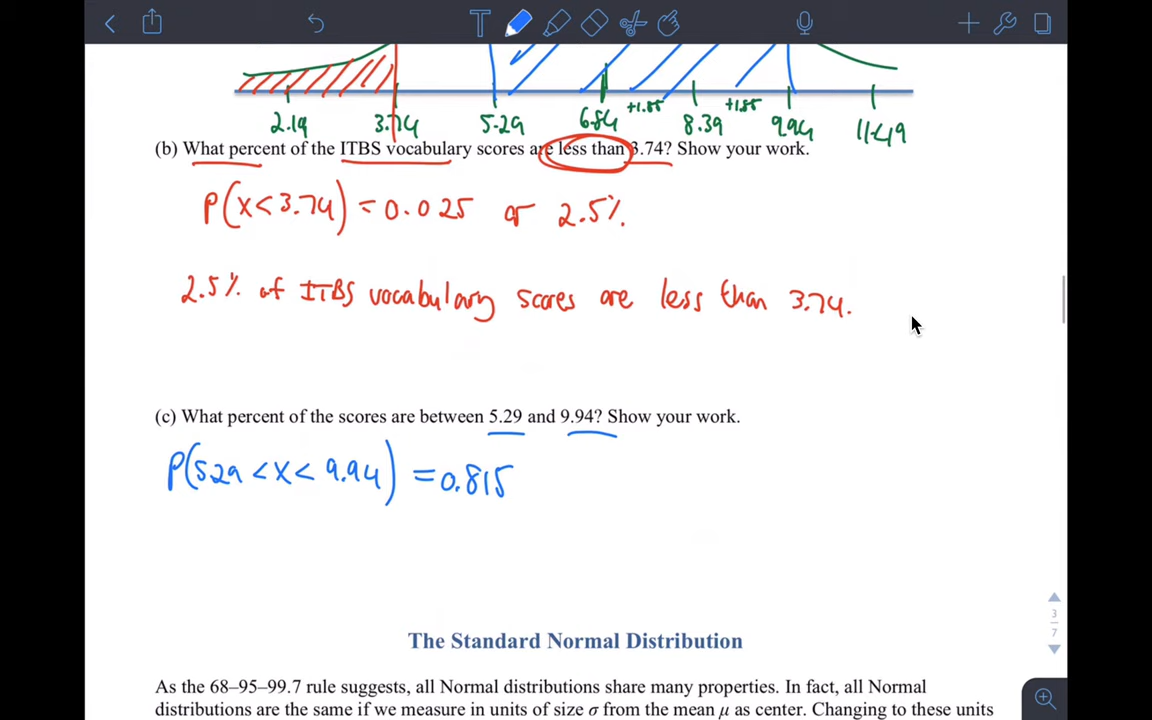 2.19 3.74 5.29 6.84 +1.55 8.39 +1.55 9.94 11.49
(b) What percent of the ITBS vocabulary scores are less than 3.74? Show your work.
P(x<3.74) = 0.025 or 2.5%
2.5% of ITBS vocabulary scores are less than 3.74.
(c) What percent of the scores are between 5.29 and 9.94? Show your work.
P(5.29 < x < 9.94) = 0.815
3
7
The Standard Normal Distribution
As the 68–95–99.7 rule suggests, all Normal distributions share many properties. In fact, all Normal
distributions are the same if we measure in units of size σ from the mean μ as center. Changing to these units